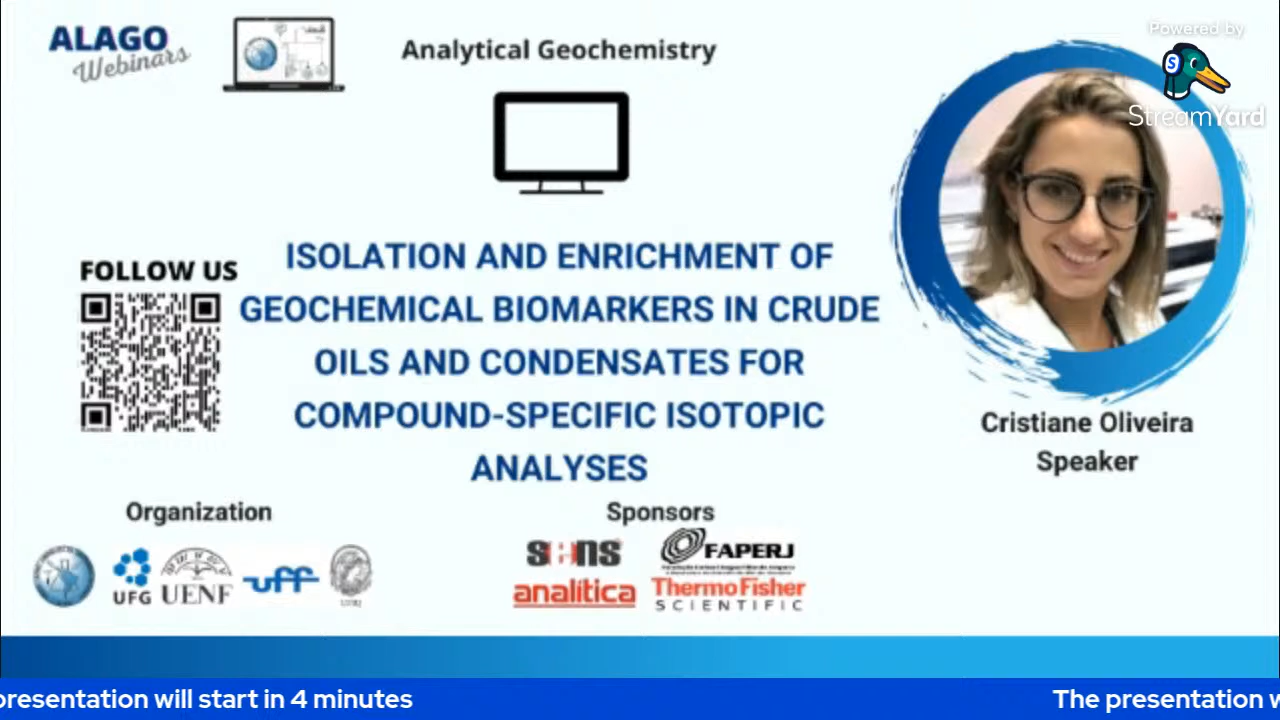 ALAGO
Webinars
Analytical Geochemistry
Powered by
StreamYard
FOLLOW US
ISOLATION AND ENRICHMENT OF
GEOCHEMICAL BIOMARKERS IN CRUDE
OILS AND CONDENSATES FOR
COMPOUND-SPECIFIC ISOTOPIC
ANALYSES
Cristiane Oliveira
Speaker
Organization
UFG
UENF
uff
Sponsors
sens
analítica
FAPERJ
ThermoFisher
SCIENTIFIC
presentation will start in 4 minutes
The presentation w